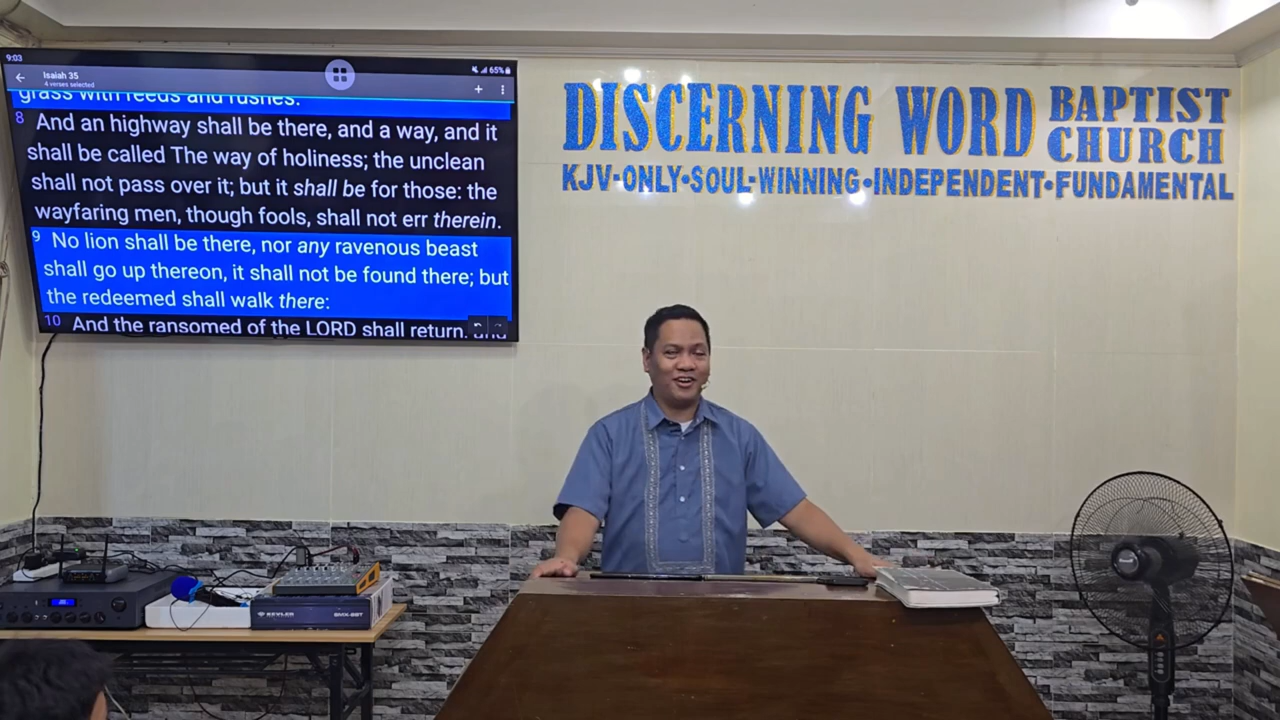 9:03
65%
Isaiah 35
4 verses selected
grass with reeds and rushes.
8 And an highway shall be there, and a way, and it
shall be called The way of holiness; the unclean
shall not pass over it; but it shall be for those: the
wayfaring men, though fools, shall not err therein.
9 No lion shall be there, nor any ravenous beast
shall go up thereon, it shall not be found there; but
the redeemed shall walk there:
10 And the ransomed of the LORD shall return, and
DISCERNING WORD BAPTIST
CHURCH
KJV-ONLY•SOUL-WINNING•INDEPENDENT•FUNDAMENTAL
KEVLER